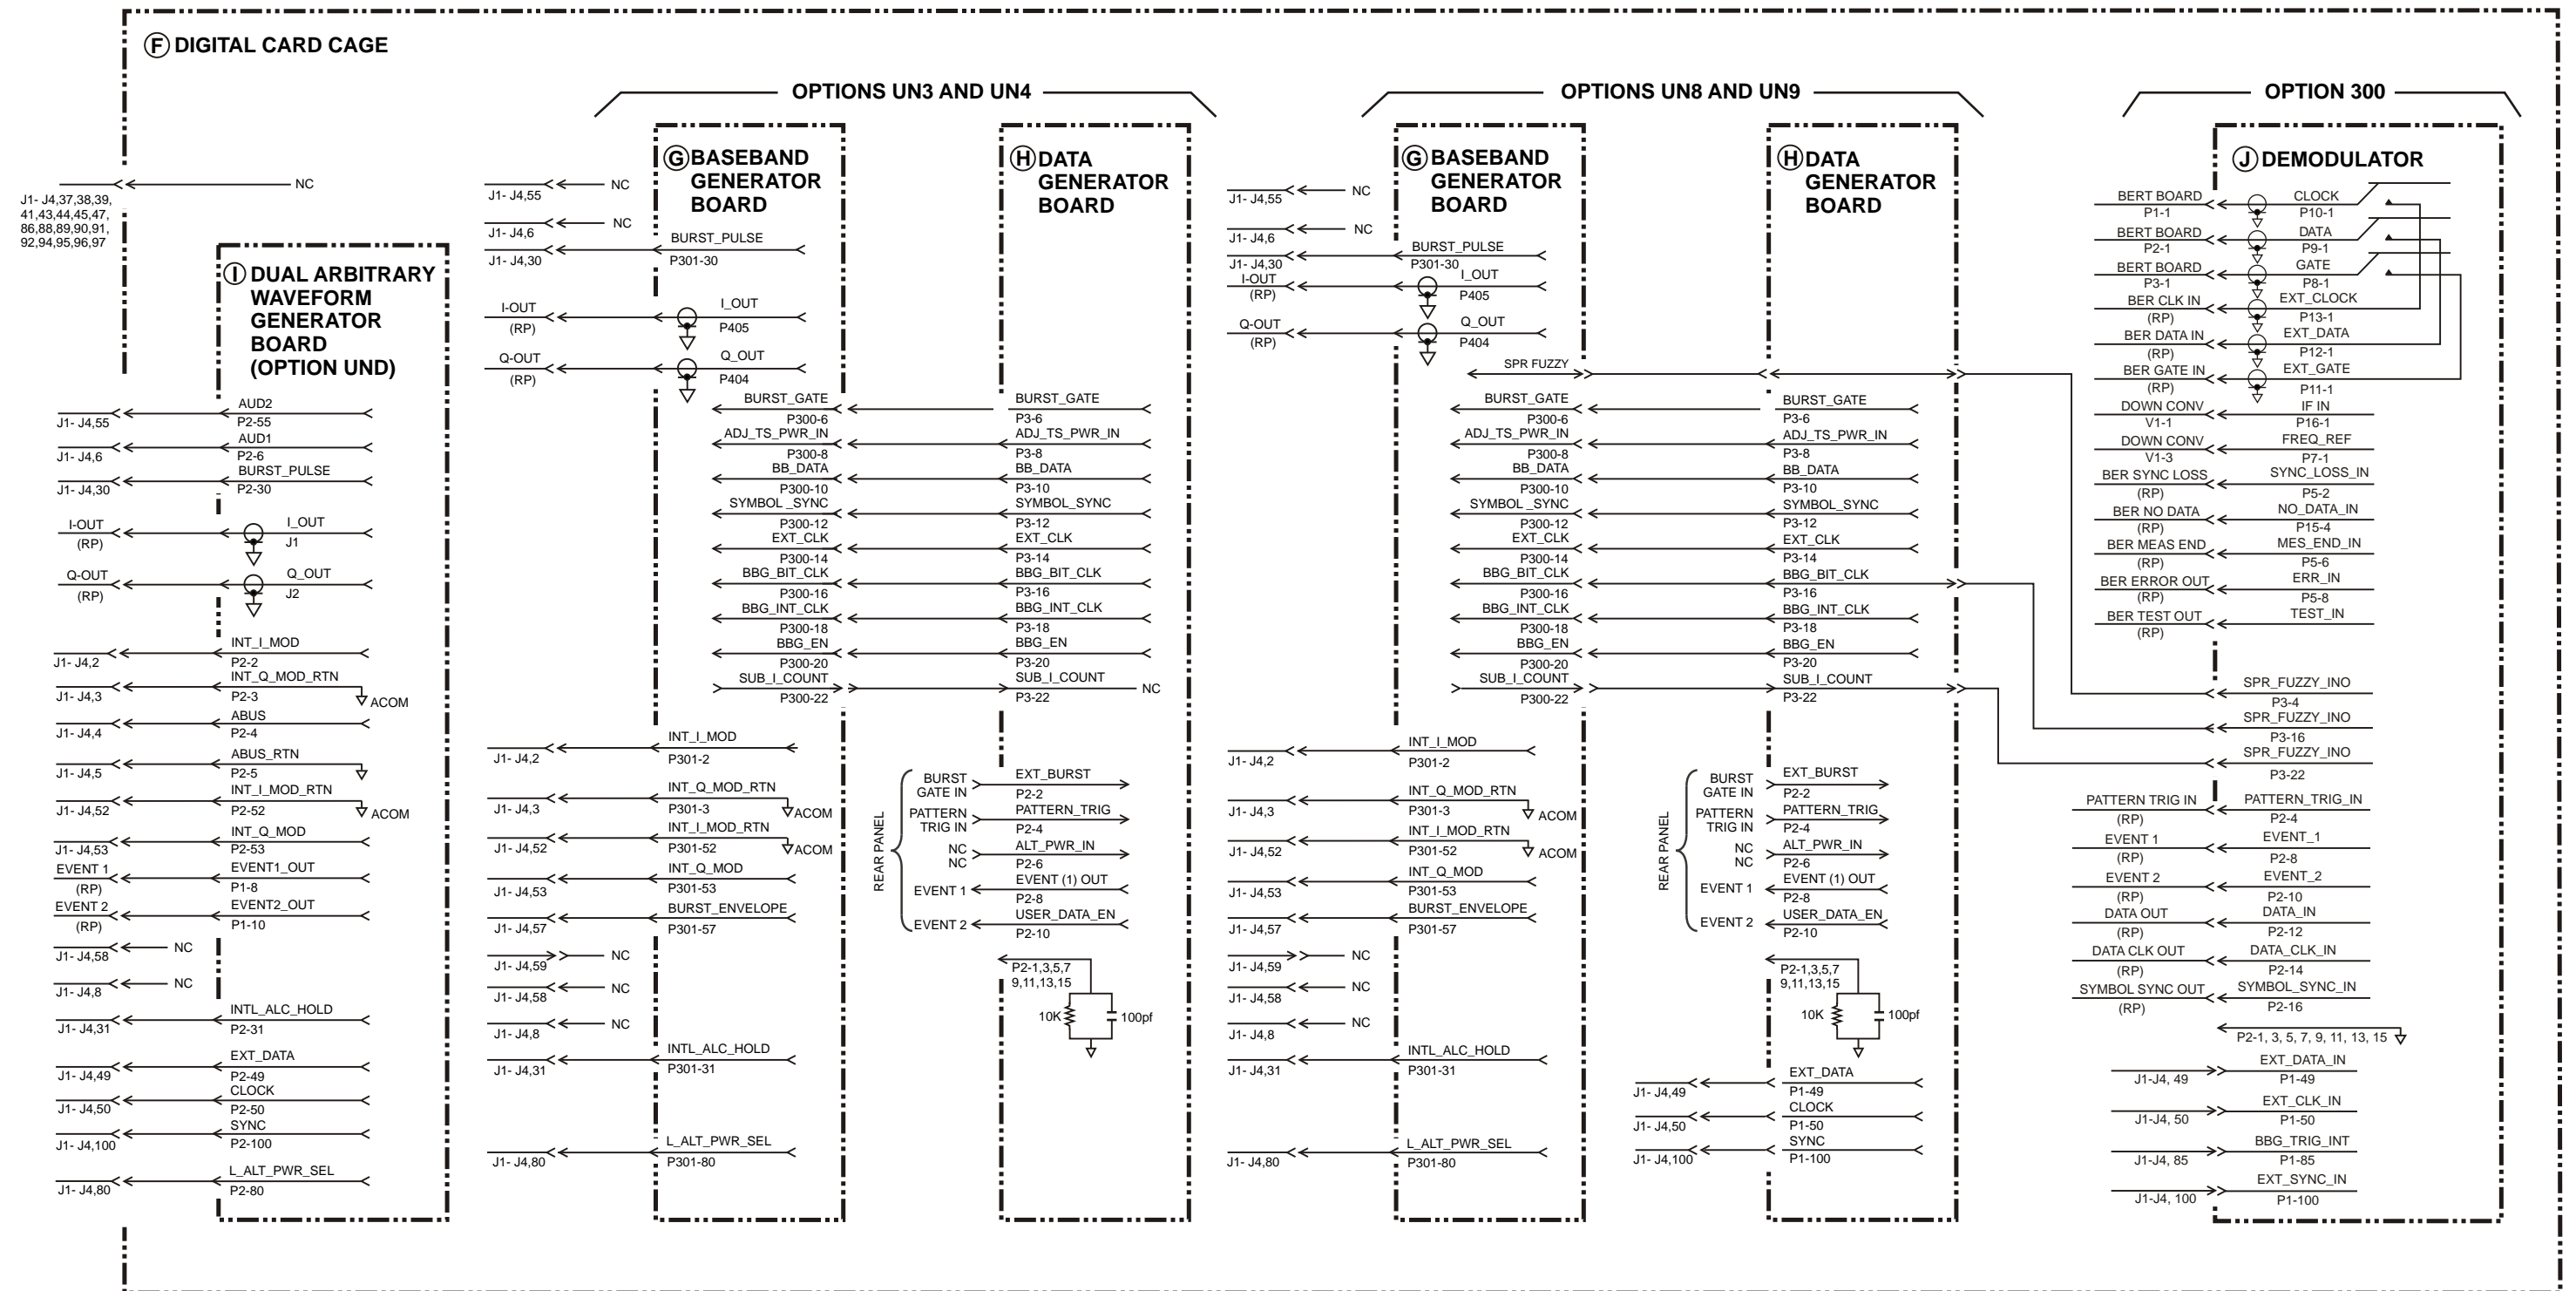 F DIGITAL CARD CAGE
OPTIONS UN3 AND UN4
OPTIONS UN8 AND UN9
OPTION 300
NC
J1- J4,37,38,39,
41,43,44,45,47,
86,88,89,90,91,
92,94,95,96,97
I DUAL ARBITRARY
WAVEFORM
GENERATOR
BOARD
(OPTION UND)
J1- J4,55
AUD2
P2-55
J1- J4,6
AUD1
P2-6
J1- J4,30
BURST_PULSE
P2-30
I-OUT
(RP)
I_OUT
J1
Q-OUT
(RP)
Q_OUT
J2
J1- J4,2
INT_I_MOD
P2-2
J1- J4,3
INT_Q_MOD_RTN
P2-3
ACOM
J1- J4,4
ABUS
P2-4
J1- J4,5
ABUS_RTN
P2-5
J1- J4,52
INT_I_MOD_RTN
P2-52
ACOM
J1- J4,53
INT_Q_MOD
P2-53
EVENT 1
(RP)
EVENT1_OUT
P1-8
EVENT 2
(RP)
EVENT2_OUT
P1-10
J1- J4,58
NC
J1- J4,8
NC
J1- J4,31
INTL_ALC_HOLD
P2-31
J1- J4,49
EXT_DATA
P2-49
J1- J4,50
CLOCK
P2-50
J1- J4,100
SYNC
P2-100
J1- J4,80
L_ALT_PWR_SEL
P2-80
G BASEBAND
GENERATOR
BOARD
J1- J4,55
NC
J1- J4,6
NC
J1- J4,30
BURST_PULSE
P301-30
I-OUT
(RP)
I_OUT
P405
Q-OUT
(RP)
Q_OUT
P404
BURST_GATE
P300-6
ADJ_TS_PWR_IN
P300-8
BB_DATA
P300-10
SYMBOL _SYNC
P300-12
EXT_CLK
P300-14
BBG_BIT_CLK
P300-16
BBG_INT_CLK
P300-18
BBG_EN
P300-20
SUB_I_COUNT
P300-22
J1- J4,2
INT_I_MOD
P301-2
J1- J4,3
INT_Q_MOD_RTN
P301-3
ACOM
J1- J4,52
INT_I_MOD_RTN
P301-52
ACOM
J1- J4,53
INT_Q_MOD
P301-53
J1- J4,57
BURST_ENVELOPE
P301-57
J1- J4,59
NC
J1- J4,58
NC
J1- J4,8
NC
J1- J4,31
INTL_ALC_HOLD
P301-31
J1- J4,80
L_ALT_PWR_SEL
P301-80
H DATA
GENERATOR
BOARD
BURST_GATE
P3-6
ADJ_TS_PWR_IN
P3-8
BB_DATA
P3-10
SYMBOL_SYNC
P3-12
EXT_CLK
P3-14
BBG_BIT_CLK
P3-16
BBG_INT_CLK
P3-18
BBG_EN
P3-20
SUB_I_COUNT
P3-22
NC
REAR PANEL
BURST
GATE IN
EXT_BURST
P2-2
PATTERN
TRIG IN
PATTERN_TRIG
P2-4
NC
NC
ALT_PWR_IN
P2-6
EVENT 1
EVENT (1) OUT
P2-8
EVENT 2
USER_DATA_EN
P2-10
P2-1,3,5,7
9,11,13,15
10K
100pf
G BASEBAND
GENERATOR
BOARD
J1- J4,55
NC
J1- J4,6
NC
J1- J4,30
BURST_PULSE
P301-30
I-OUT
(RP)
I_OUT
P405
Q-OUT
(RP)
Q_OUT
P404
SPR FUZZY
BURST_GATE
P300-6
ADJ_TS_PWR_IN
P300-8
BB_DATA
P300-10
SYMBOL _SYNC
P300-12
EXT_CLK
P300-14
BBG_BIT_CLK
P300-16
BBG_INT_CLK
P300-18
BBG_EN
P300-20
SUB_I_COUNT
P300-22
J1- J4,2
INT_I_MOD
P301-2
J1- J4,3
INT_Q_MOD_RTN
P301-3
ACOM
J1- J4,52
INT_I_MOD_RTN
P301-52
ACOM
J1- J4,53
INT_Q_MOD
P301-53
J1- J4,57
BURST_ENVELOPE
P301-57
J1- J4,59
NC
J1- J4,58
NC
J1- J4,8
NC
J1- J4,31
INTL_ALC_HOLD
P301-31
J1- J4,80
L_ALT_PWR_SEL
P301-80
H DATA
GENERATOR
BOARD
BURST_GATE
P3-6
ADJ_TS_PWR_IN
P3-8
BB_DATA
P3-10
SYMBOL_SYNC
P3-12
EXT_CLK
P3-14
BBG_BIT_CLK
P3-16
BBG_INT_CLK
P3-18
BBG_EN
P3-20
SUB_I_COUNT
P3-22
REAR PANEL
BURST
GATE IN
EXT_BURST
P2-2
PATTERN
TRIG IN
PATTERN_TRIG
P2-4
NC
NC
ALT_PWR_IN
P2-6
EVENT 1
EVENT (1) OUT
P2-8
EVENT 2
USER_DATA_EN
P2-10
P2-1,3,5,7
9,11,13,15
10K
100pf
J1- J4,49
EXT_DATA
P1-49
J1- J4,50
CLOCK
P1-50
J1- J4,100
SYNC
P1-100
J DEMODULATOR
BERT BOARD
P1-1
CLOCK
P10-1
BERT BOARD
P2-1
DATA
P9-1
BERT BOARD
P3-1
GATE
P8-1
BER CLK IN
(RP)
EXT_CLOCK
P13-1
BER DATA IN
(RP)
EXT_DATA
P12-1
BER GATE IN
(RP)
EXT_GATE
P11-1
DOWN CONV
V1-1
IF IN
P16-1
DOWN CONV
V1-3
FREQ_REF
P7-1
BER SYNC LOSS
(RP)
SYNC_LOSS_IN
P5-2
BER NO DATA
(RP)
NO_DATA_IN
P15-4
BER MEAS END
(RP)
MES_END_IN
P5-6
BER ERROR OUT
(RP)
ERR_IN
P5-8
BER TEST OUT
(RP)
TEST_IN
SPR_FUZZY_INO
P3-4
SPR_FUZZY_INO
P3-16
SPR_FUZZY_INO
P3-22
PATTERN TRIG IN
(RP)
PATTERN_TRIG_IN
P2-4
EVENT 1
(RP)
EVENT_1
P2-8
EVENT 2
(RP)
EVENT_2
P2-10
DATA OUT
(RP)
DATA_IN
P2-12
DATA CLK OUT
(RP)
DATA_CLK_IN
P2-14
SYMBOL SYNC OUT
(RP)
SYMBOL_SYNC_IN
P2-16
P2-1, 3, 5, 7, 9, 11, 13, 15
J1-J4, 49
EXT_DATA_IN
P1-49
J1-J4, 50
EXT_CLK_IN
P1-50
J1-J4, 85
BBG_TRIG_INT
P1-85
J1-J4, 100
EXT_SYNC_IN
P1-100